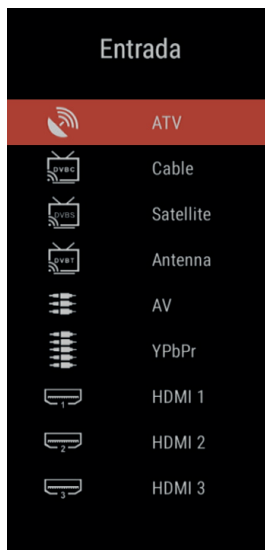 Entrada
ATV
DVBC
Cable
DVBS
Satellite
DVBT
Antenna
AV
YPbPr
1
HDMI 1
2
HDMI 2
3
HDMI 3